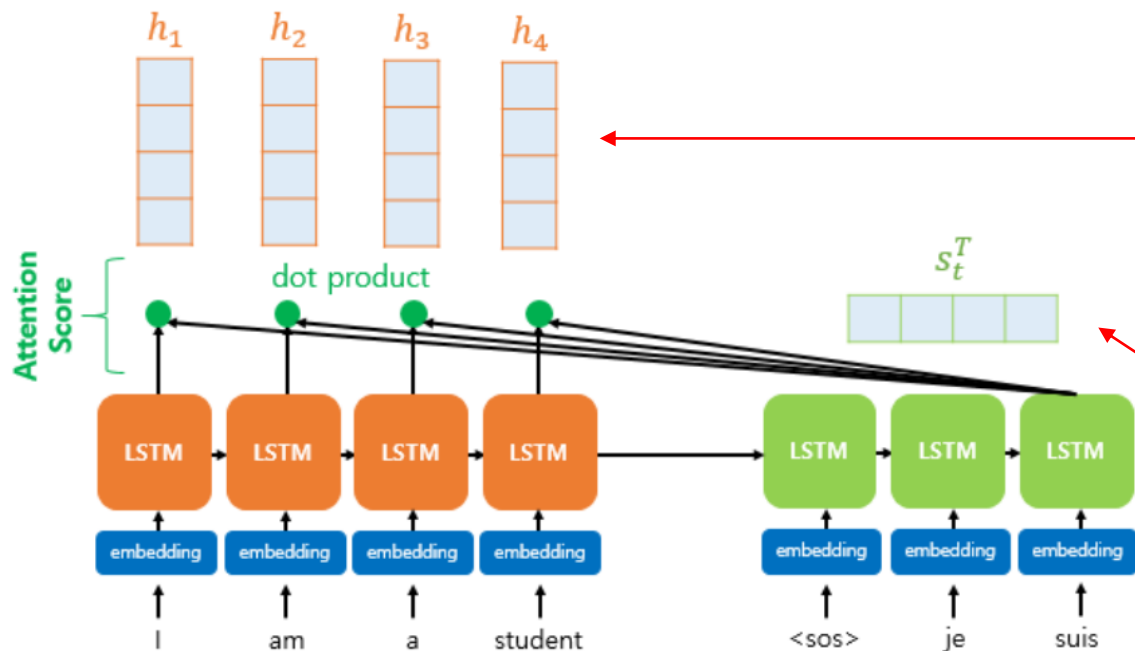 h₁ h₂ h₃ h₄
Attention
Score
dot product
sₜᵀ
LSTM LSTM LSTM LSTM LSTM LSTM LSTM
embedding embedding embedding embedding embedding embedding embedding
I am a student <sos> je suis